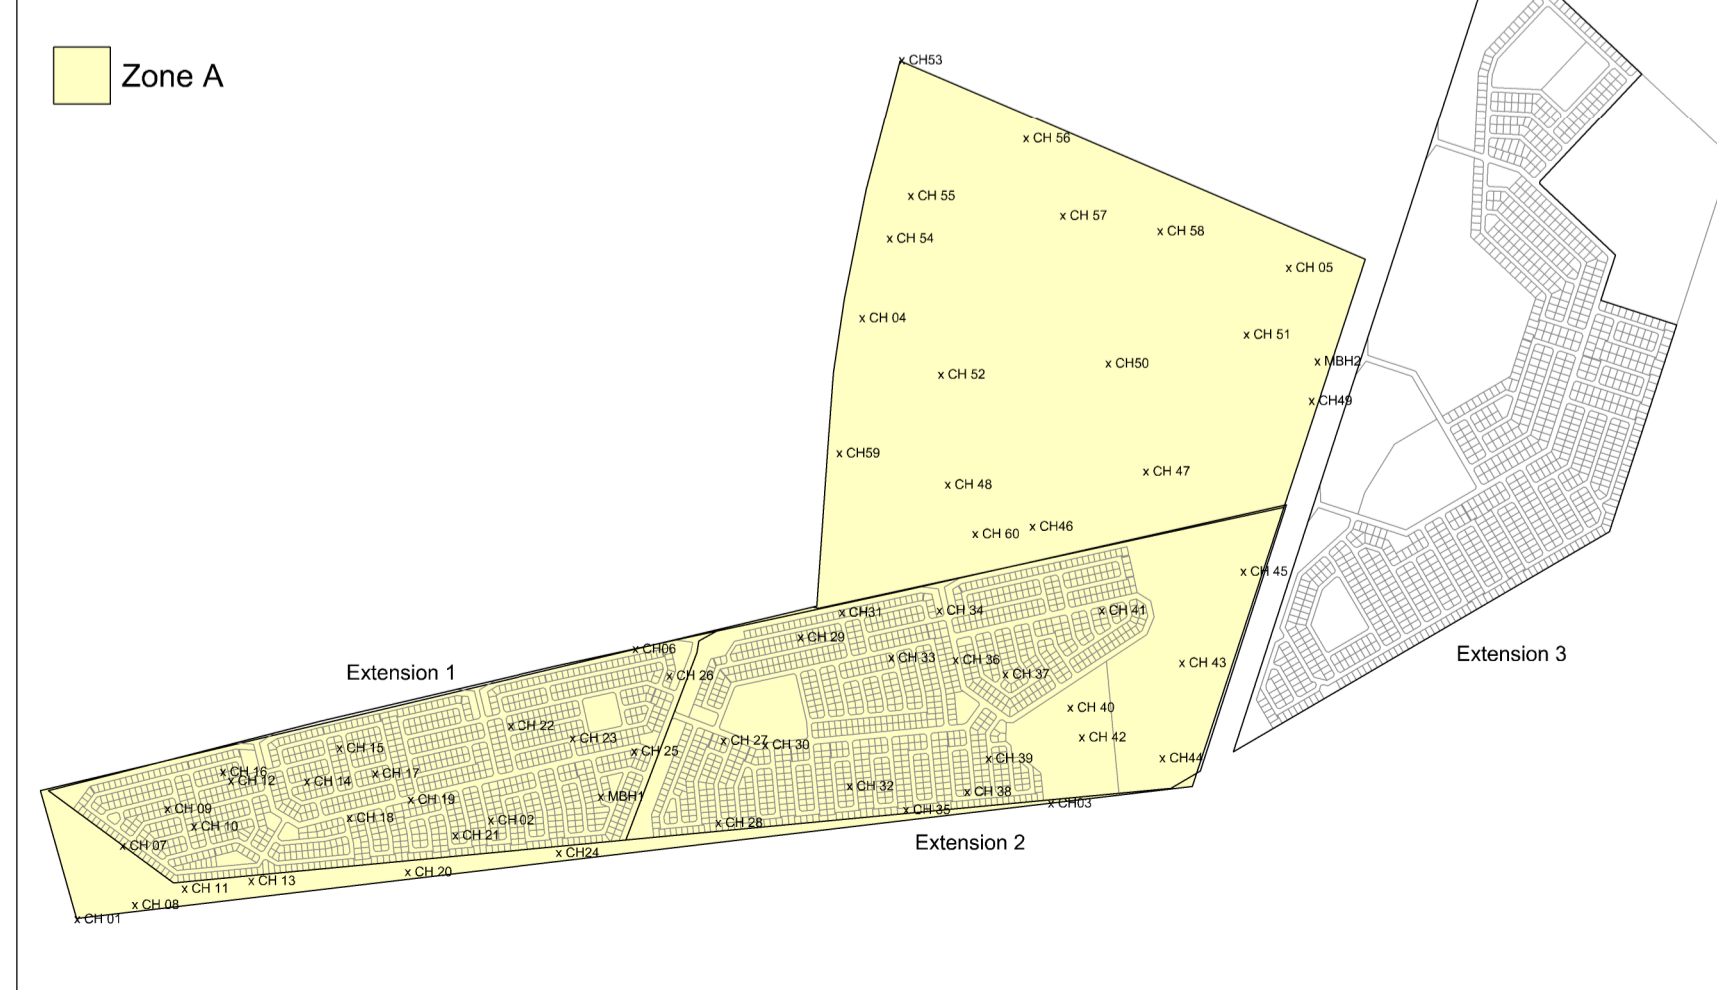 Zone A
x CH53
x CH 56
x CH 55
x CH 57
x CH 58
x CH 54
x CH 05
x CH 04
x CH 51
x MBH2
x CH50
x CH 52
x CH49
x CH59
x CH 47
x CH 48
x CH46
x CH 60
x CH 45
x CH31
x CH 34
x CH 41
x CH 29
x CH06
Extension 3
x CH 33
x CH 36
x CH 43
Extension 1
x CH 26
x CH 37
x CH 40
x CH 22
x CH 23
x CH 42
x CH 27
x CH 30
x CH 15
x CH 25
x CH 39
x CH44
x CH 16
x CH 17
x CH 12
x CH 14
x CH 32
x CH 38
x MBH1
x CH 19
x CH03
x CH 09
x CH 35
x CH 18
x CH 02
x CH 28
x CH 10
x CH 21
Extension 2
x CH 07
x CH24
x CH 20
x CH 13
x CH 11
x CH 08
x CH 01